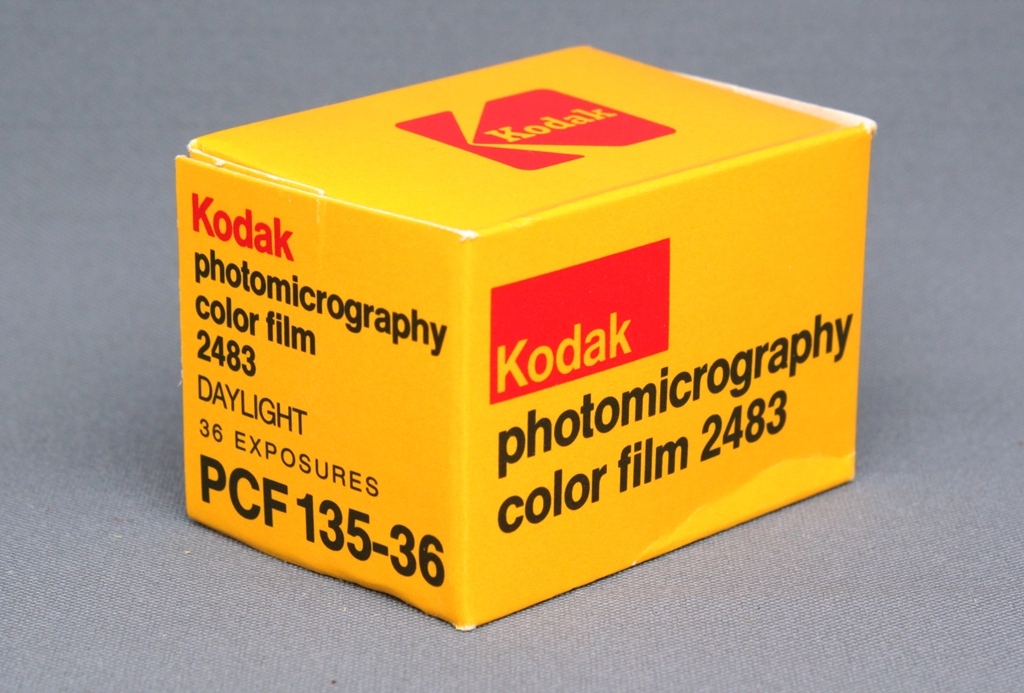 Kodak
Kodak
photomicrography
color film
2483
DAYLIGHT
36 EXPOSURES
PCF 135-36
Kodak
photomicrography
color film 2483